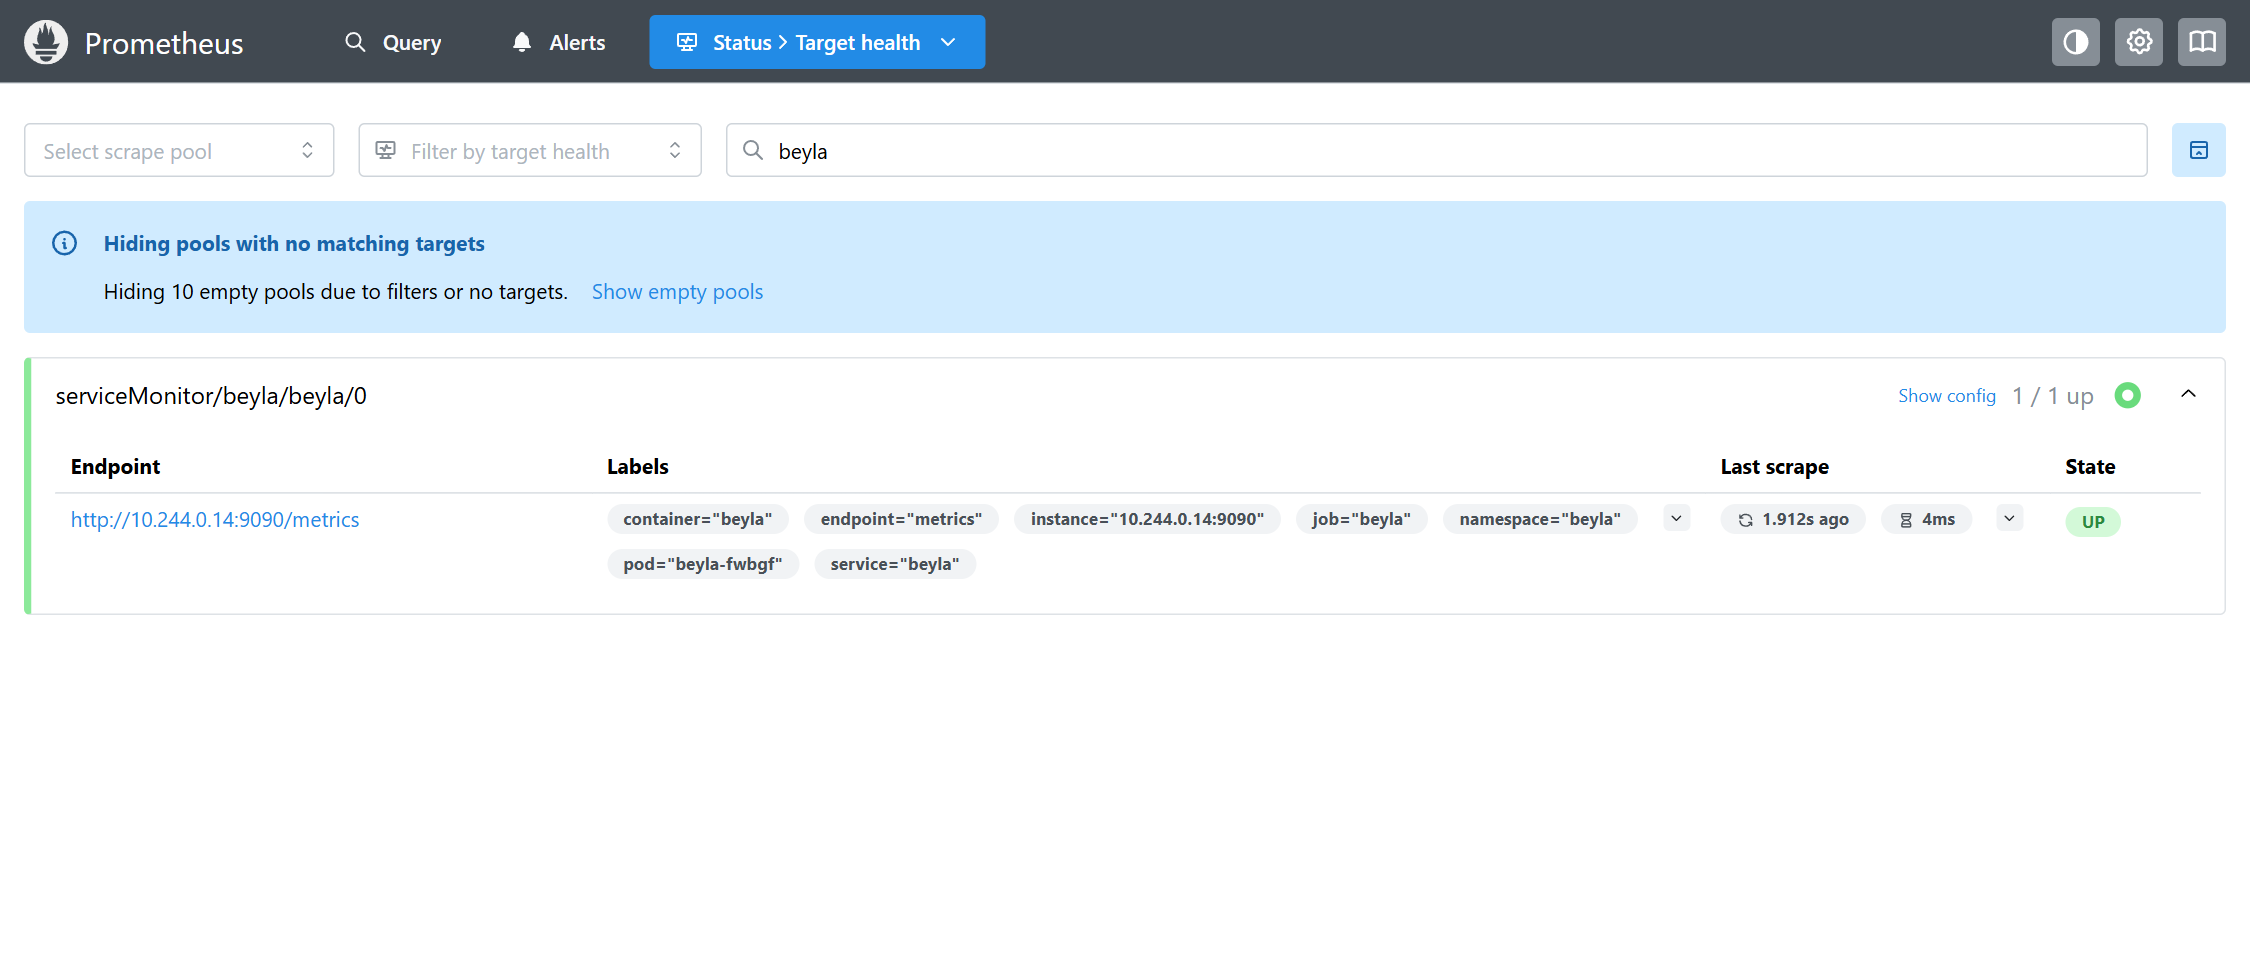 Prometheus Query Alerts Status > Target health
Select scrape pool Filter by target health beyla
Hiding pools with no matching targets
Hiding 10 empty pools due to filters or no targets. Show empty pools
serviceMonitor/beyla/beyla/0 Show config 1 / 1 up
Endpoint Labels Last scrape State
http://10.244.0.14:9090/metrics container="beyla" endpoint="metrics" instance="10.244.0.14:9090" job="beyla" namespace="beyla" 1.912s ago 4ms UP
pod="beyla-fwbgf" service="beyla"